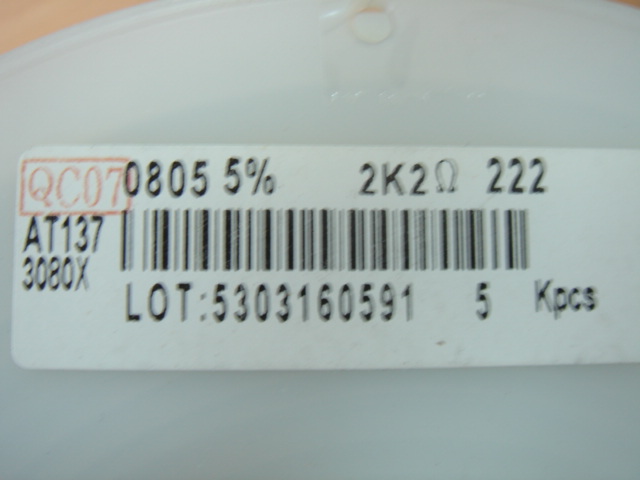 QC07 0805 5% 2K2Ω 222
AT137
3080X
LOT:5303160591 5 Kpcs